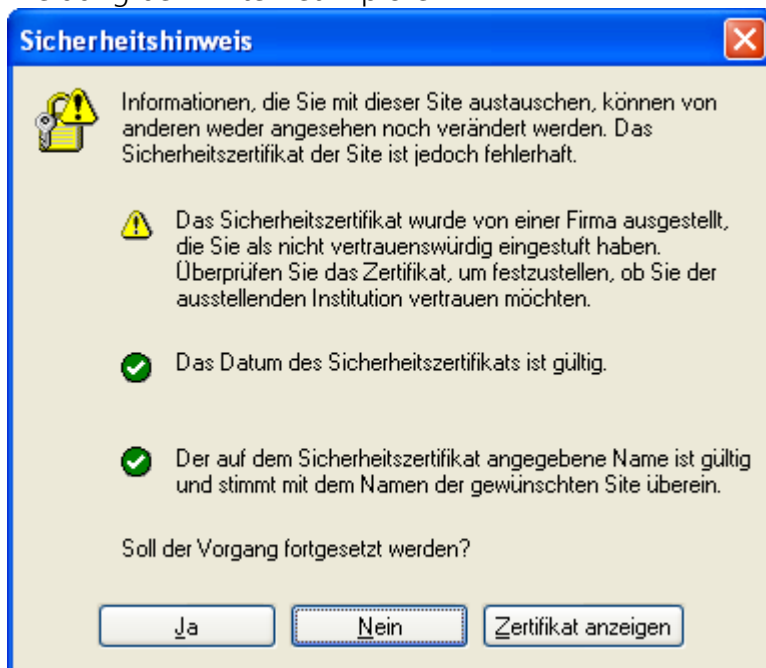 Sicherheitshinweis
Informationen, die Sie mit dieser Site austauschen, können von
anderen weder angesehen noch verändert werden. Das
Sicherheitszertifikat der Site ist jedoch fehlerhaft.
Das Sicherheitszertifikat wurde von einer Firma ausgestellt,
die Sie als nicht vertrauenswürdig eingestuft haben.
Überprüfen Sie das Zertifikat, um festzustellen, ob Sie der
ausstellenden Institution vertrauen möchten.
Das Datum des Sicherheitszertifikats ist gültig.
Der auf dem Sicherheitszertifikat angegebene Name ist gültig
und stimmt mit dem Namen der gewünschten Site überein.
Soll der Vorgang fortgesetzt werden?
Ja Nein Zertifikat anzeigen